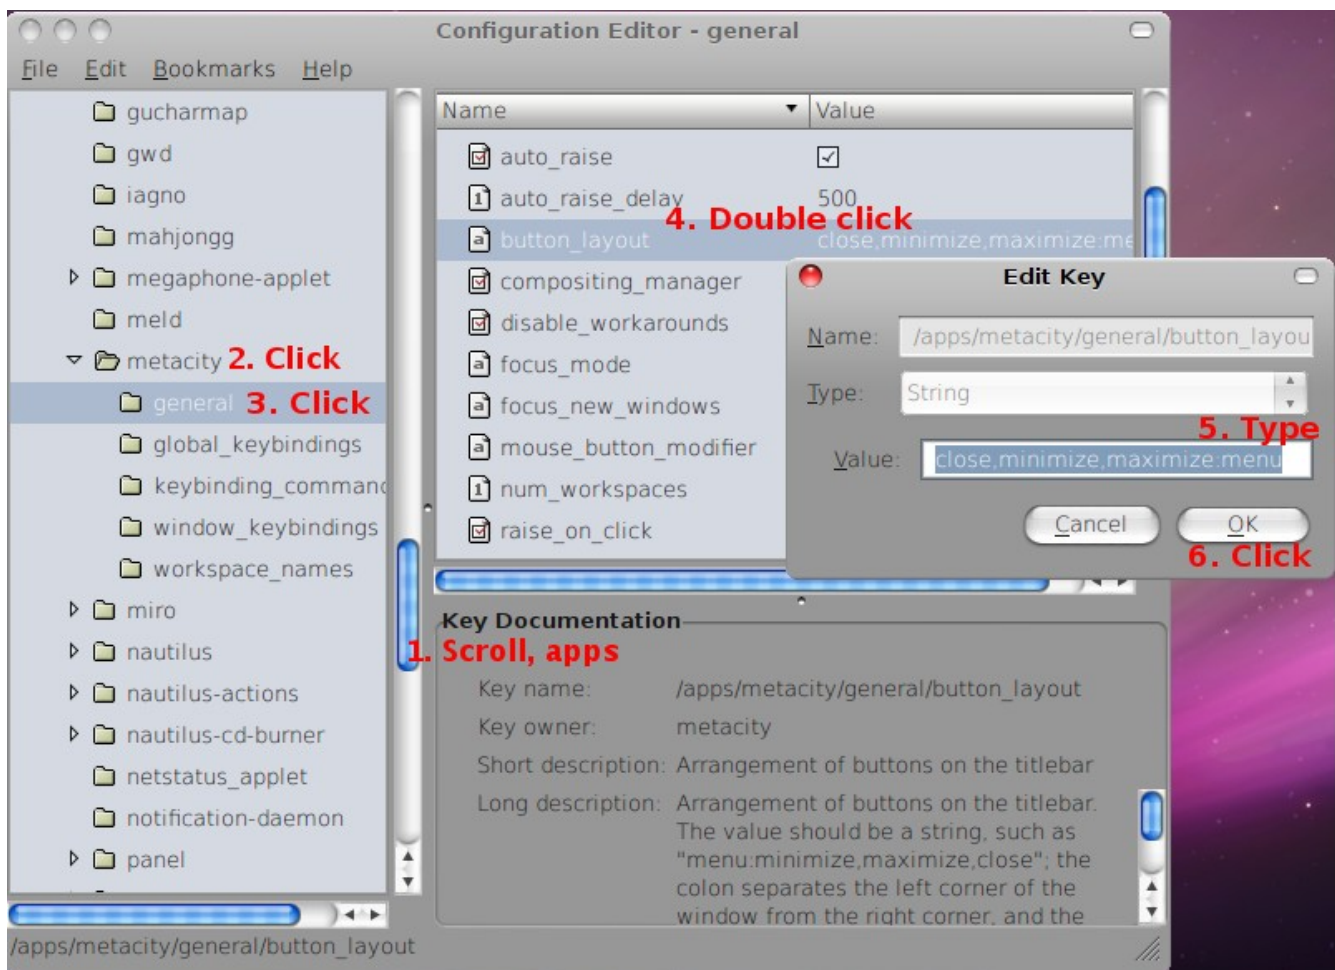 Configuration Editor - general
File Edit Bookmarks Help
gucharmap
gwd
iagno
mahjongg
megaphone-applet
meld
metacity 2. Click
general 3. Click
global_keybindings
keybinding_command
window_keybindings
workspace_names
miro
nautilus
nautilus-actions
nautilus-cd-burner
netstatus_applet
notification-daemon
panel
Name Value
auto_raise
auto_raise_delay 500
4. Double click
button_layout close,minimize,maximize:me
compositing_manager
disable_workarounds
focus_mode
focus_new_windows
mouse_button_modifier
num_workspaces
raise_on_click
Edit Key
Name: /apps/metacity/general/button_layou
Type: String
5. Type
Value: close,minimize,maximize:menu
Cancel OK
6. Click
Key Documentation
1. Scroll, apps
Key name: /apps/metacity/general/button_layout
Key owner: metacity
Short description: Arrangement of buttons on the titlebar
Long description: Arrangement of buttons on the titlebar.
The value should be a string, such as
"menu:minimize,maximize,close"; the
colon separates the left corner of the
window from the right corner, and the
/apps/metacity/general/button_layout